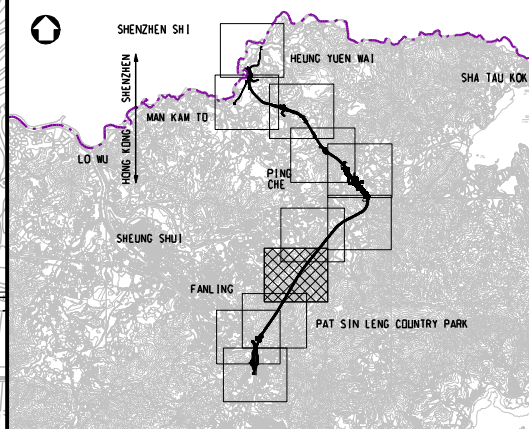 SHENZHEN SHI
HEUNG YUEN WAI
SHA TAU KOK
SHENZHEN
HONG KONG
MAN KAM TO
LO WU
PING
CHE
SHEUNG SHUI
FANLING
PAT SIN LENG COUNTRY PARK